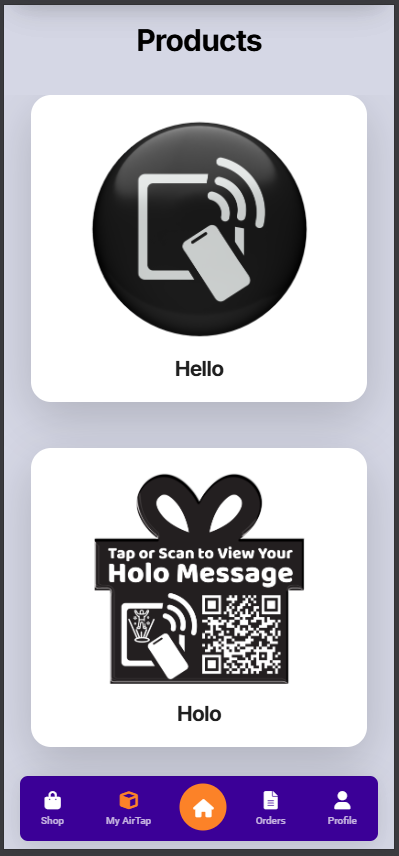 Products
Hello
Tap or Scan to View Your
Holo Message
Holo
Shop
My AirTap
Orders
Profile